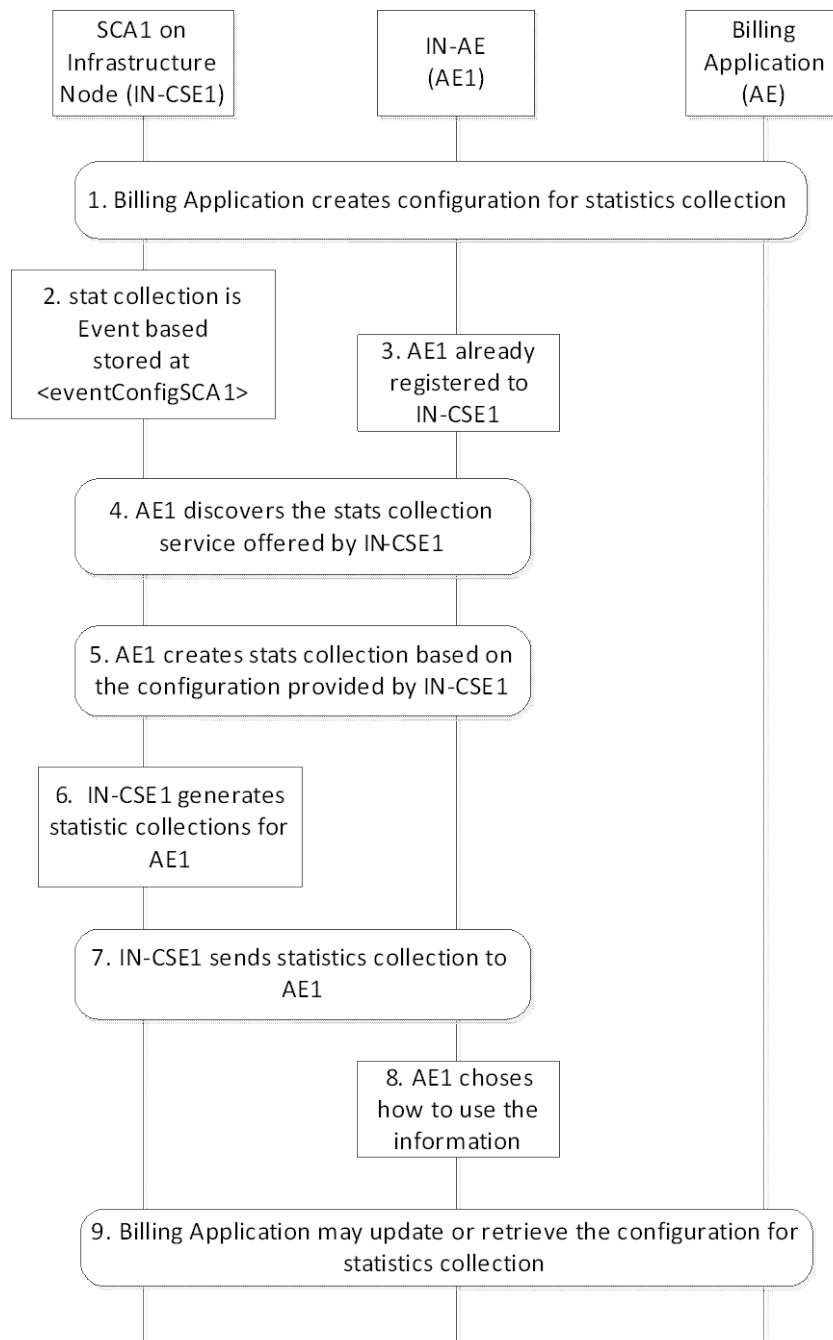 SCA1 on
Infrastructure
Node (IN-CSE1)
IN-AE
(AE1)
Billing
Application
(AE)
1. Billing Application creates configuration for statistics collection
2. stat collection is
Event based
stored at
<eventConfigSCA1>
3. AE1 already
registered to
IN-CSE1
4. AE1 discovers the stats collection
service offered by IN-CSE1
5. AE1 creates stats collection based on
the configuration provided by IN-CSE1
6. IN-CSE1 generates
statistic collections for
AE1
7. IN-CSE1 sends statistics collection to
AE1
8. AE1 choses
how to use the
information
9. Billing Application may update or retrieve the configuration for
statistics collection